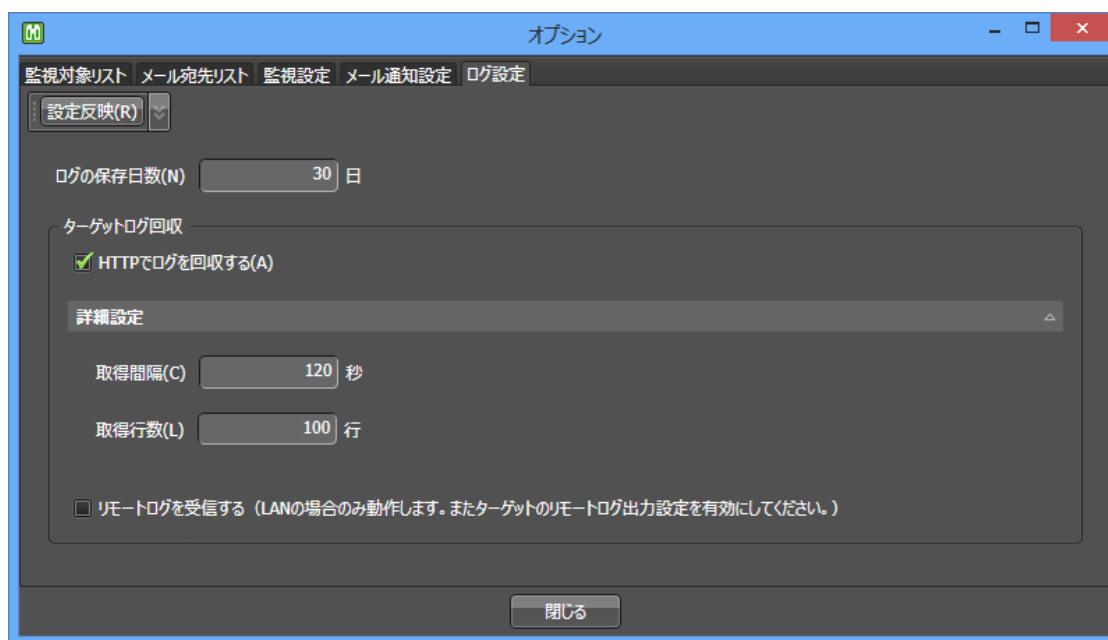 オプション
監視対象リスト メール宛先リスト 監視設定 メール通知設定 ログ設定
設定反映(R)
ログの保存日数(N) 30 日
ターゲットログ回収
HTTPでログを回収する(A)
詳細設定
取得間隔(C) 120 秒
取得行数(L) 100 行
リモートログを受信する（LANの場合のみ動作します。またターゲットのリモートログ出力設定を有効にしてください。）
閉じる